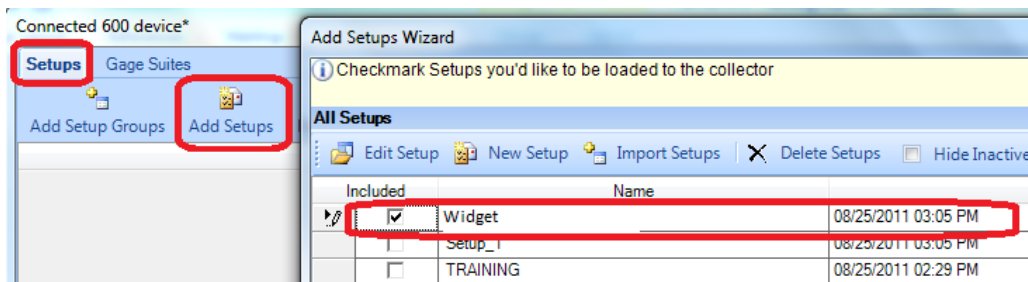 Connected 600 device*
Setups Gage Suites
Add Setup Groups Add Setups
Add Setups Wizard
Checkmark Setups you'd like to be loaded to the collector
All Setups
Edit Setup New Setup Import Setups Delete Setups Hide Inactive
Included Name
Widget 08/25/2011 03:05 PM
Setup_1 08/25/2011 03:05 PM
TRAINING 08/25/2011 02:29 PM